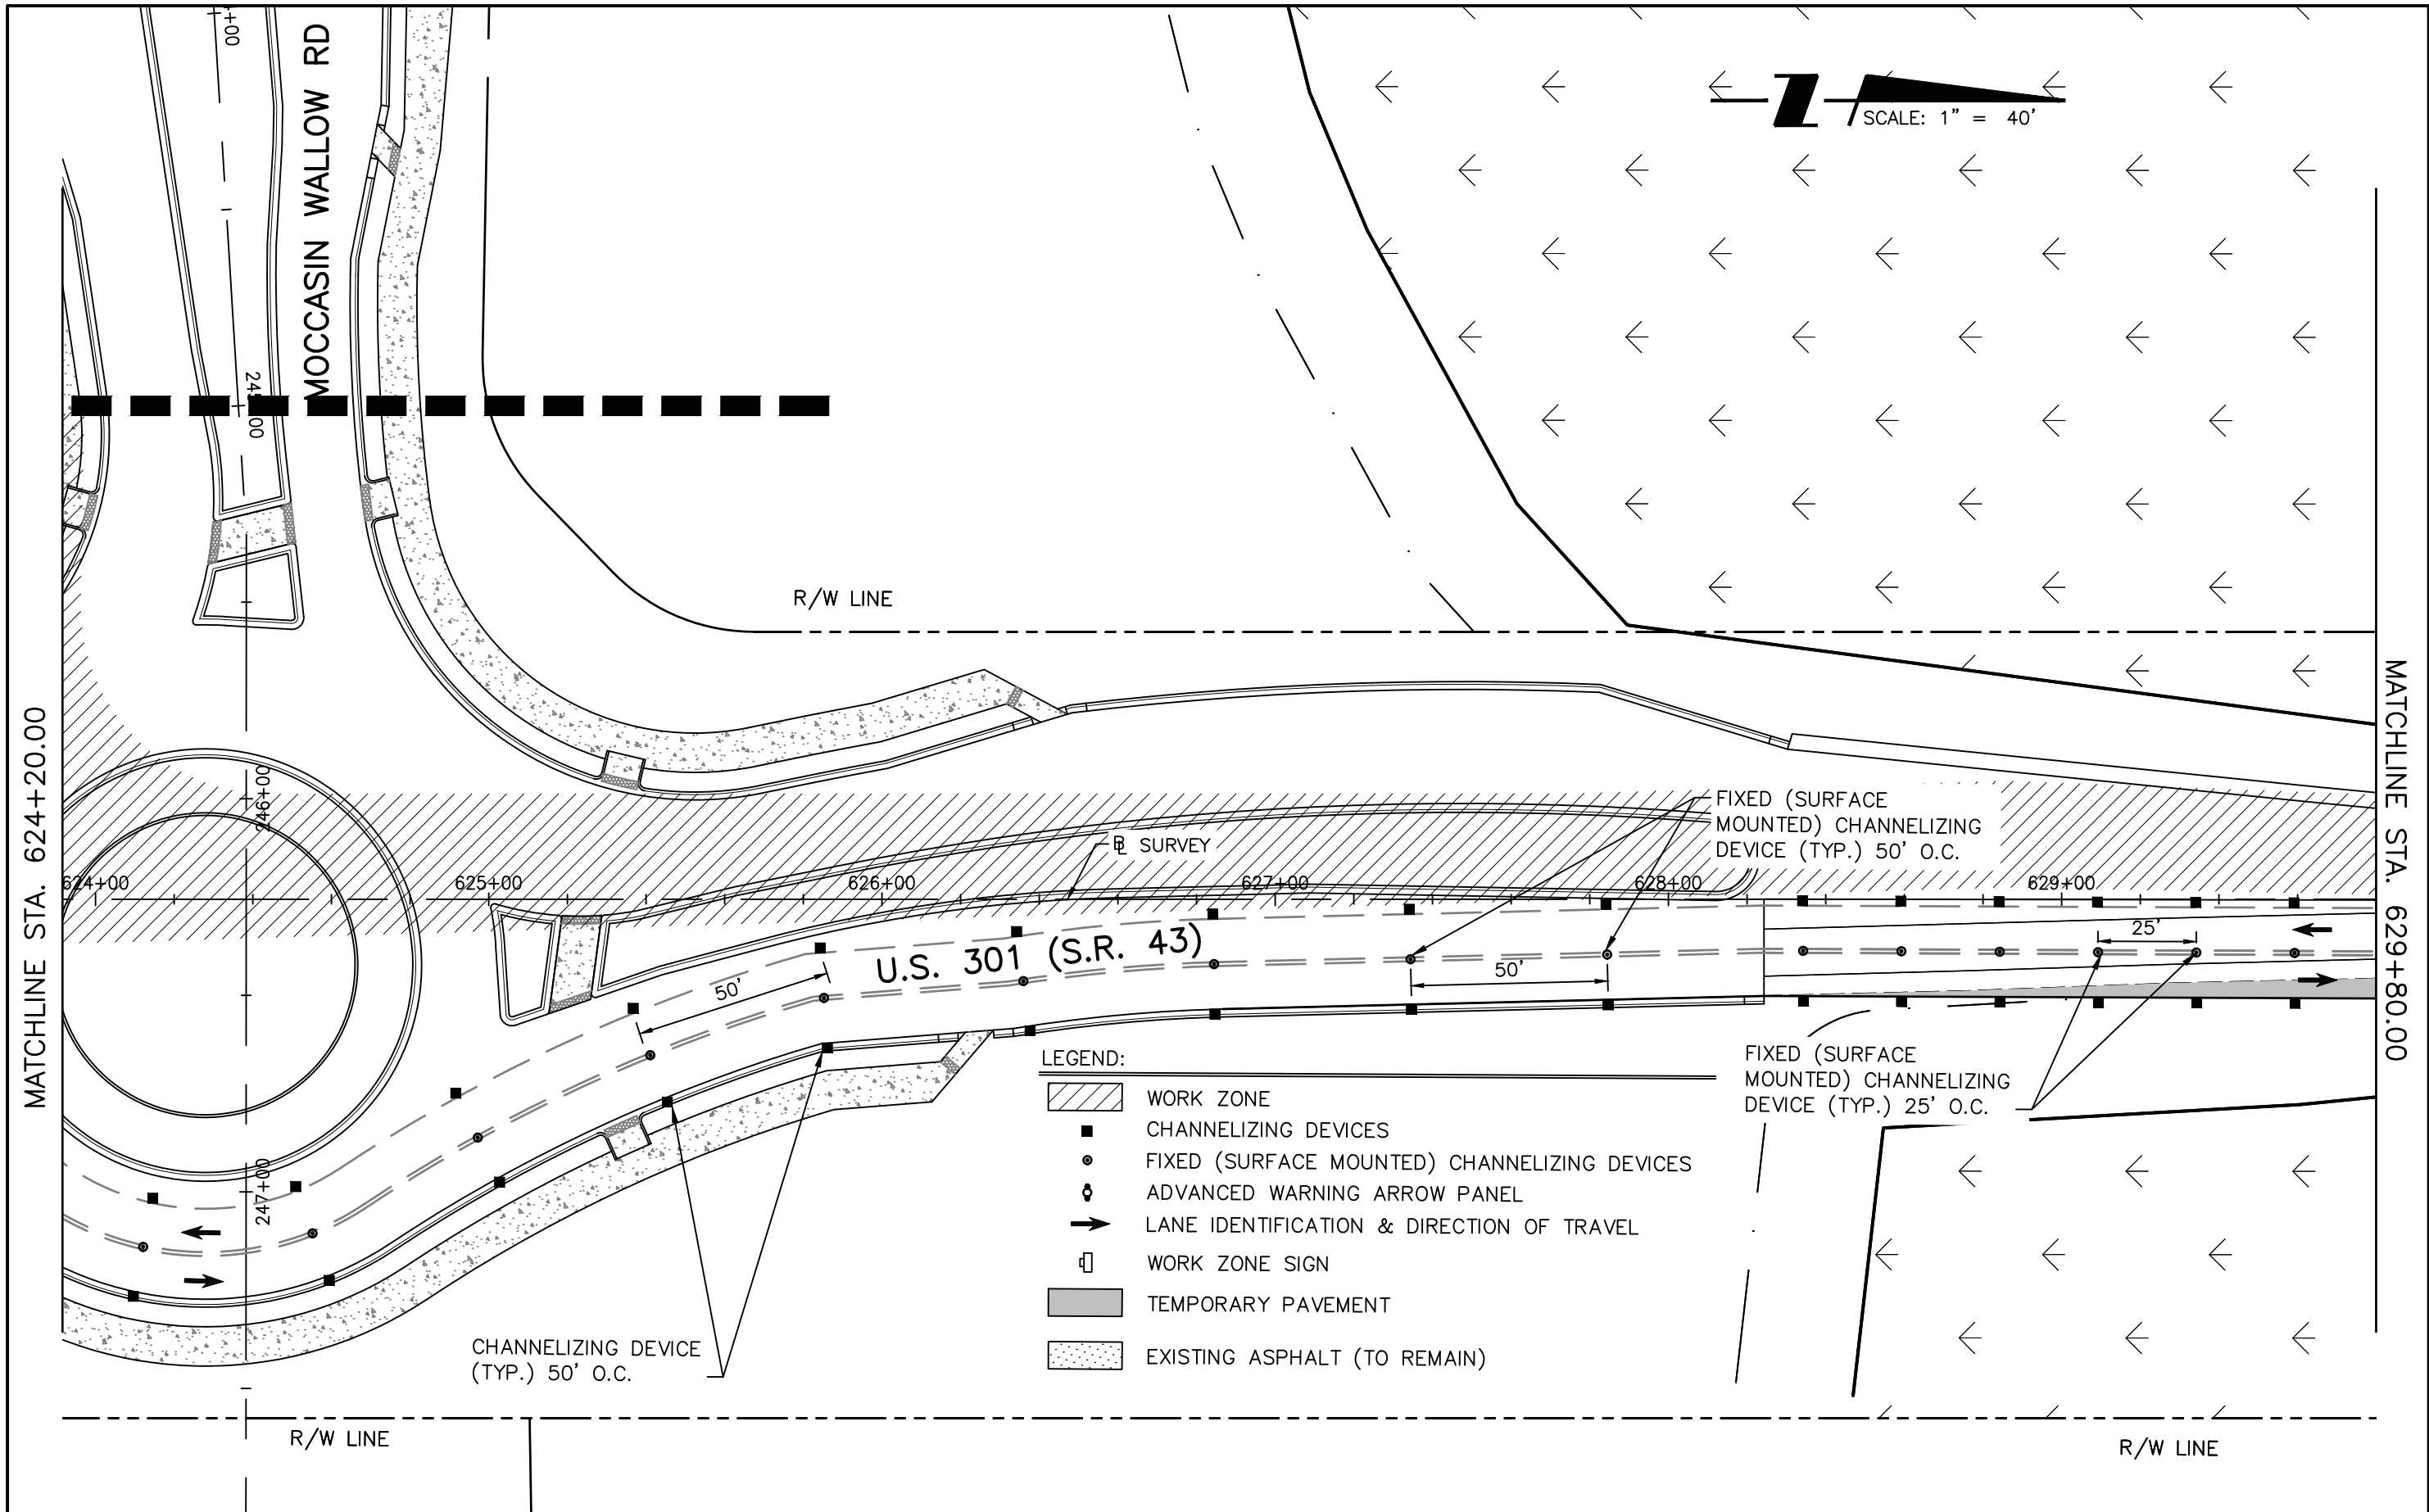 +00
MOCCASIN WALLOW RD
SCALE: 1" = 40'
R/W LINE
MATCHLINE STA. 624+20.00
MATCHLINE STA. 629+80.00
246+00
FIXED (SURFACE
MOUNTED) CHANNELIZING
DEVICE (TYP.) 50' O.C.
℄ SURVEY
624+00
625+00
626+00
627+00
628+00
629+00
25'
U.S. 301 (S.R. 43)
50'
50'
FIXED (SURFACE
MOUNTED) CHANNELIZING
DEVICE (TYP.) 25' O.C.
247+00
LEGEND:
WORK ZONE
CHANNELIZING DEVICES
FIXED (SURFACE MOUNTED) CHANNELIZING DEVICES
ADVANCED WARNING ARROW PANEL
LANE IDENTIFICATION & DIRECTION OF TRAVEL
WORK ZONE SIGN
TEMPORARY PAVEMENT
EXISTING ASPHALT (TO REMAIN)
CHANNELIZING DEVICE
(TYP.) 50' O.C.
R/W LINE
R/W LINE